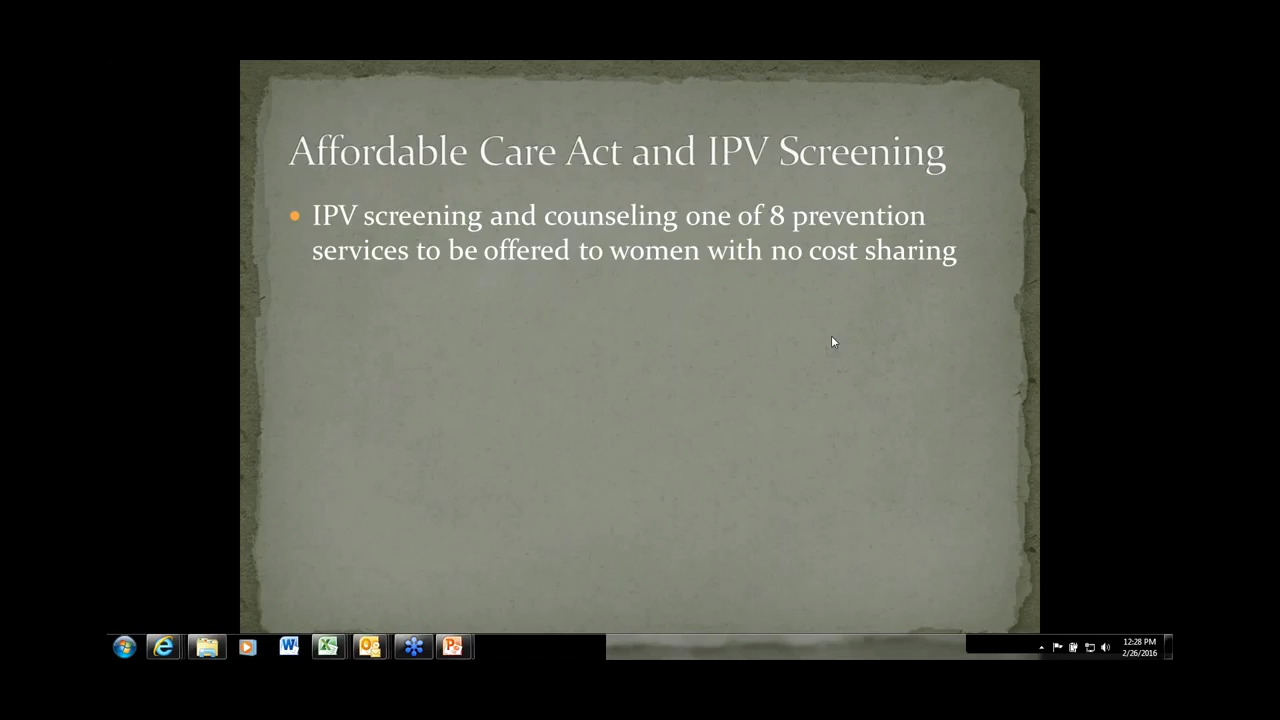 Affordable Care Act and IPV Screening
IPV screening and counseling one of 8 prevention
services to be offered to women with no cost sharing
12:28 PM
2/26/2016